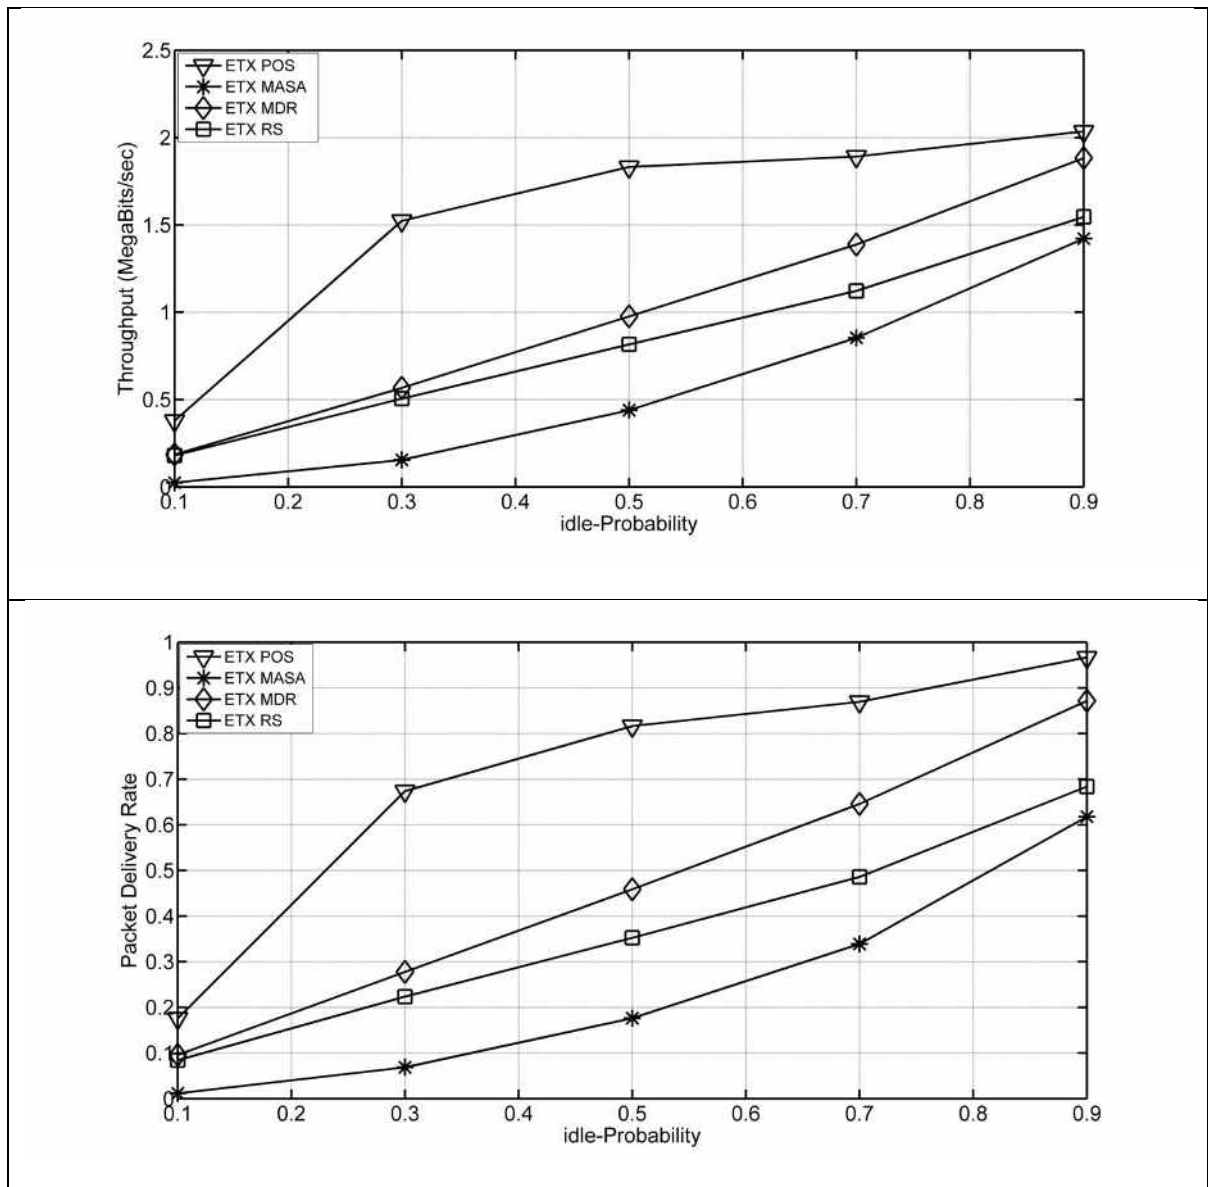 2.5
ETX POS
ETX MASA
ETX MDR
ETX RS
2
1.5
1
0.5
0
Throughput (MegaBits/sec)
0.1 0.2 0.3 0.4 0.5 0.6 0.7 0.8 0.9
idle-Probability
1
ETX POS
ETX MASA
ETX MDR
ETX RS
0.9
0.8
0.7
0.6
0.5
0.4
0.3
0.2
0.1
0
Packet Delivery Rate
0.1 0.2 0.3 0.4 0.5 0.6 0.7 0.8 0.9
idle-Probability